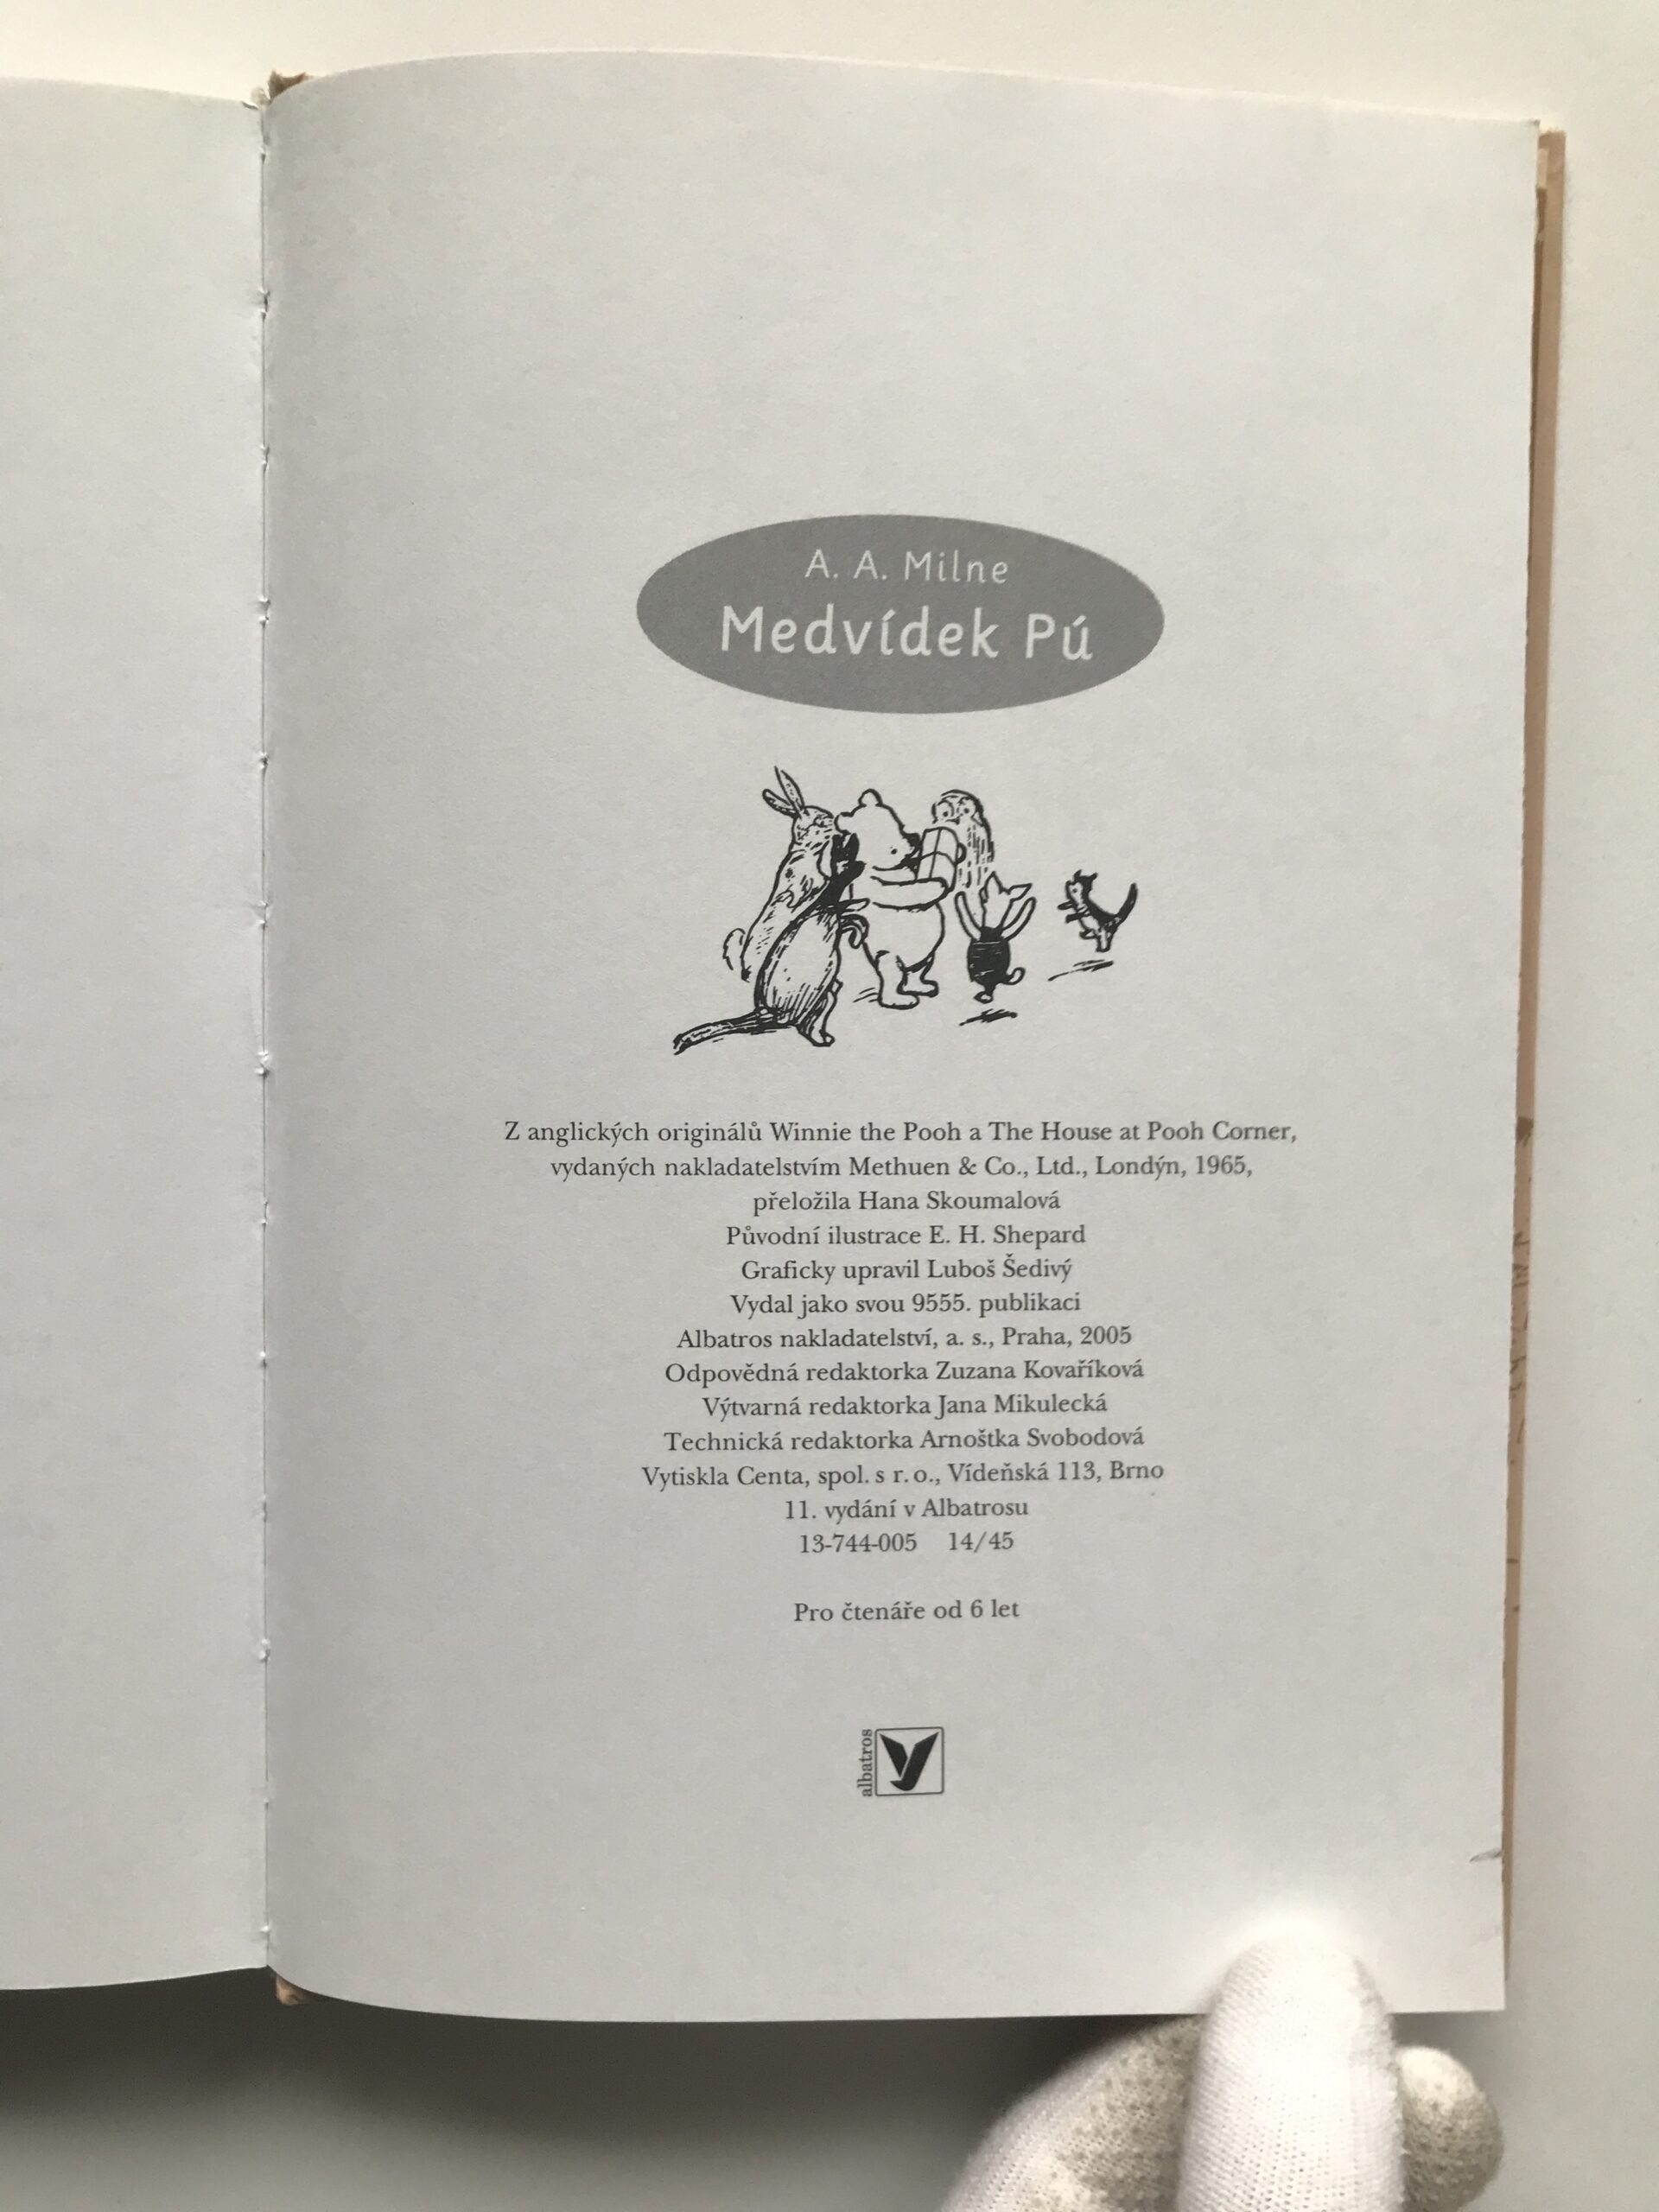 A. A. Milne
Medvídek Pú
Z anglických originálů Winnie the Pooh a The House at Pooh Corner,
vydaných nakladatelstvím Methuen & Co., Ltd., Londýn, 1965,
přeložila Hana Skoumalová
Původní ilustrace E. H. Shepard
Graficky upravil Luboš Šedivý
Vydal jako svou 9555. publikaci
Albatros nakladatelství, a. s., Praha, 2005
Odpovědná redaktorka Zuzana Kovaříková
Výtvarná redaktorka Jana Mikulecká
Technická redaktorka Arnoštka Svobodová
Vytiskla Centa, spol. s r. o., Vídeňská 113, Brno
11. vydání v Albatrosu
13-744-005 14/45
Pro čtenáře od 6 let
albatros